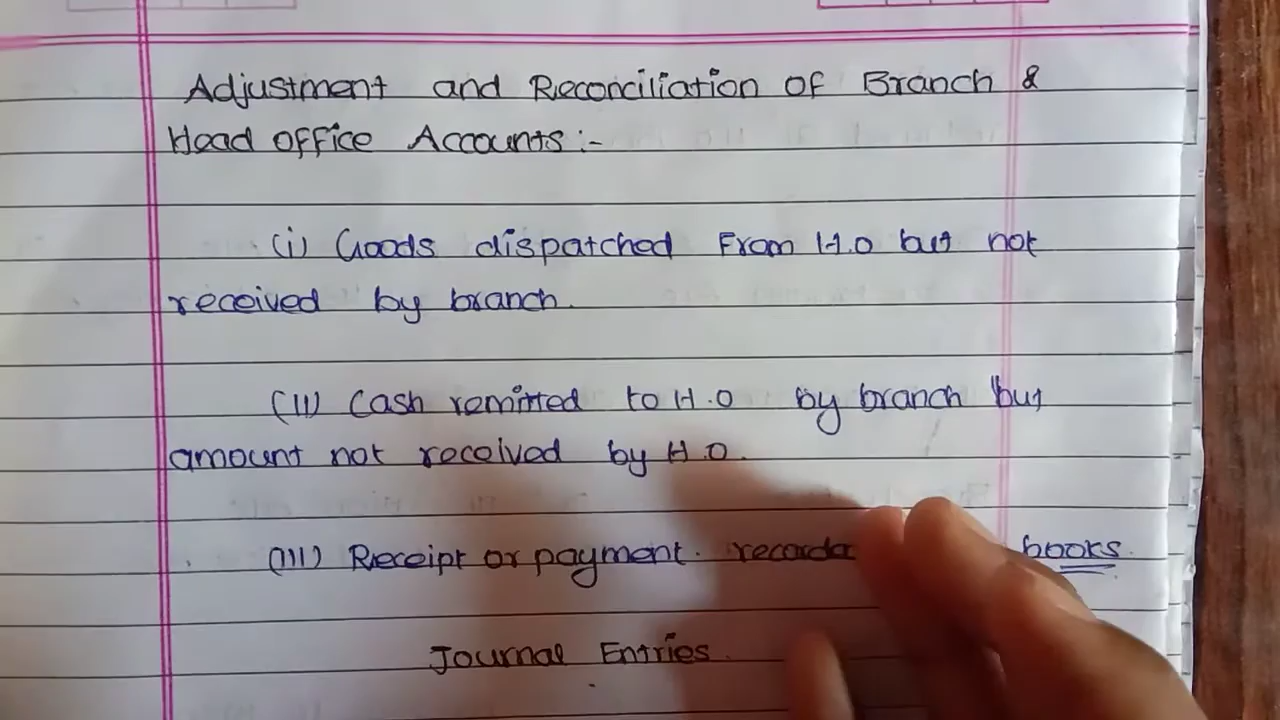 Adjustment and Reconciliation of Branch &
Head office Accounts :-
(i) Goods dispatched From H.O but not
received by branch.
(II) Cash remitted to H.O by branch but
amount not received by H.O.
(III) Receipt or payment. books.
Journal Entries.